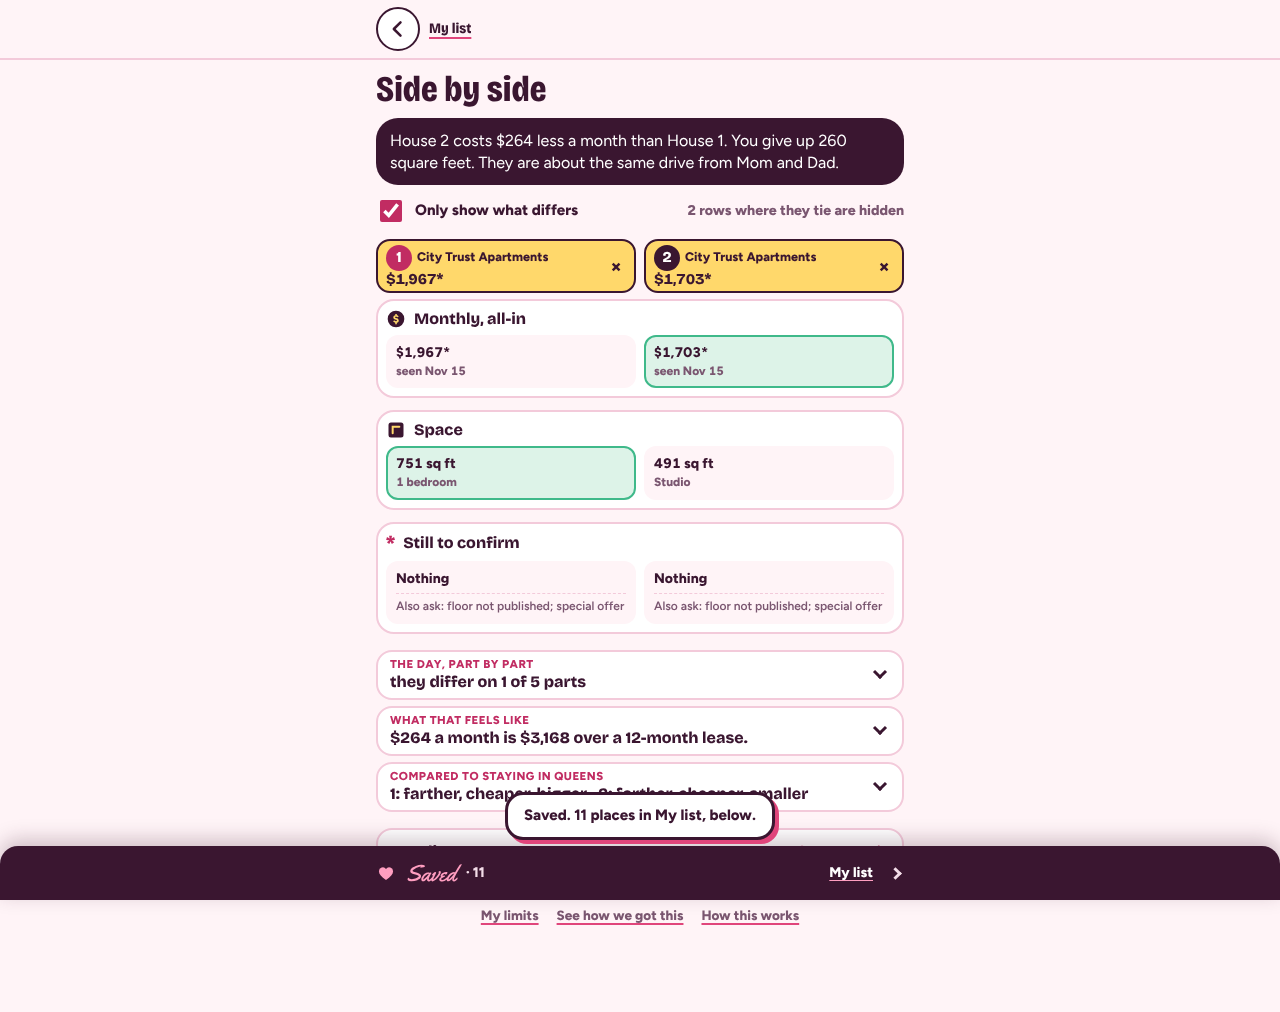 My list
Side by side
House 2 costs $264 less a month than House 1. You give up 260
square feet. They are about the same drive from Mom and Dad.
Only show what differs
2 rows where they tie are hidden
1 City Trust Apartments
$1,967*
×
2 City Trust Apartments
$1,703*
×
$ Monthly, all-in
$1,967*
seen Nov 15
$1,703*
seen Nov 15
Space
751 sq ft
1 bedroom
491 sq ft
Studio
* Still to confirm
Nothing
Also ask: floor not published; special offer
Nothing
Also ask: floor not published; special offer
THE DAY, PART BY PART
they differ on 1 of 5 parts
WHAT THAT FEELS LIKE
$264 a month is $3,168 over a 12-month lease.
COMPARED TO STAYING IN QUEENS
1: farther, cheaper, bigger 2: farther, cheaper, smaller
Saved. 11 places in My list, below.
Saved · 11
My list
My limits
See how we got this
How this works